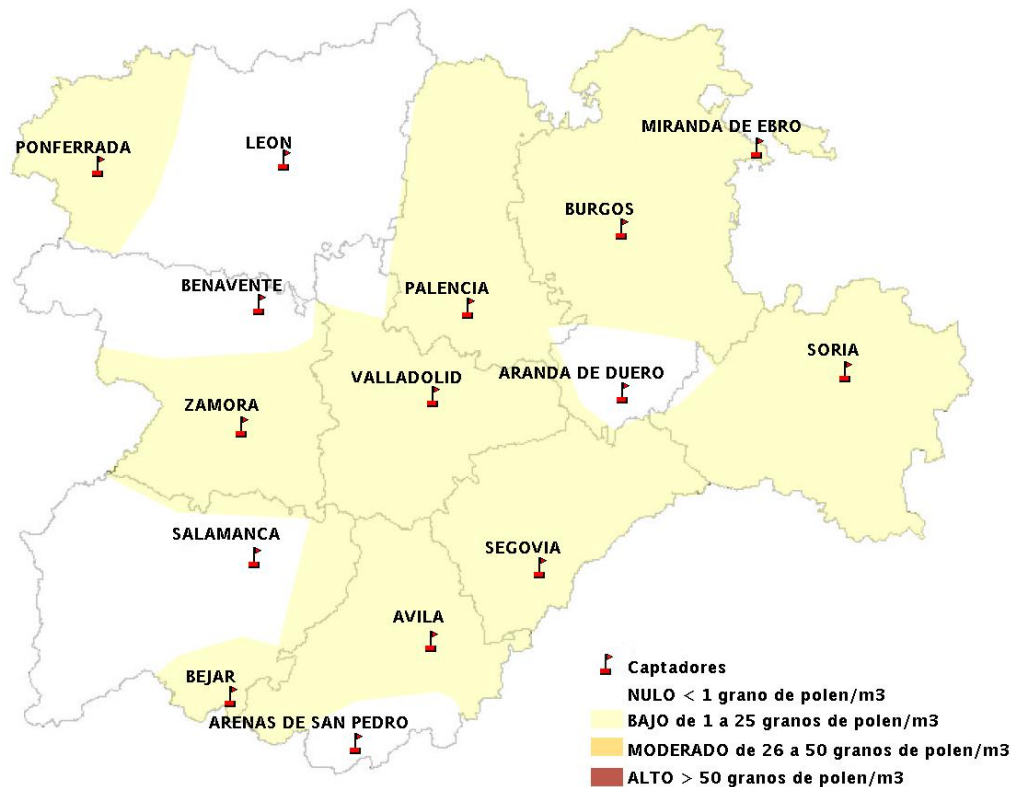 MIRANDA DE EBRO
PONFERRADA
LEON
BURGOS
BENAVENTE
PALENCIA
SORIA
VALLADOLID
ARANDA DE DUERO
ZAMORA
SALAMANCA
SEGOVIA
AVILA
BEJAR
ARENAS DE SAN PEDRO
Captadores
NULO < 1 grano de polen/m3
BAJO de 1 a 25 granos de polen/m3
MODERADO de 26 a 50 granos de polen/m3
ALTO > 50 granos de polen/m3